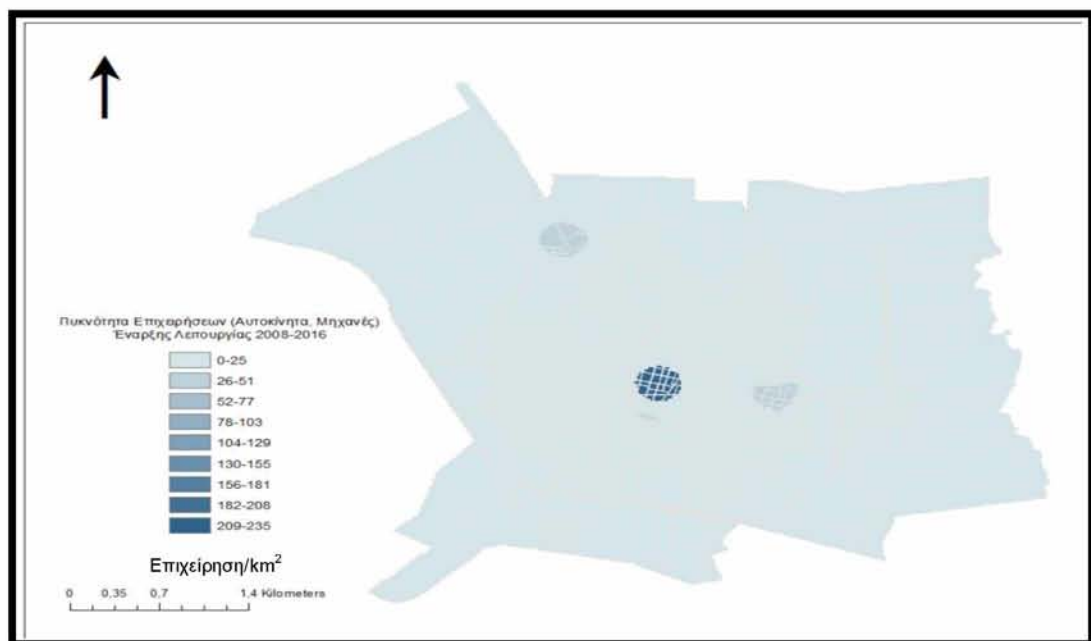 Πυκνότητα Επιχειρήσεων (Αυτοκίνητα, Μηχανές)
Έναρξης Λειτουργίας 2008-2016
0-25
26-51
52-77
78-103
104-129
130-155
156-181
182-208
209-235
Επιχείρηση/km²
0 0,35 0,7 1,4 Kilometers